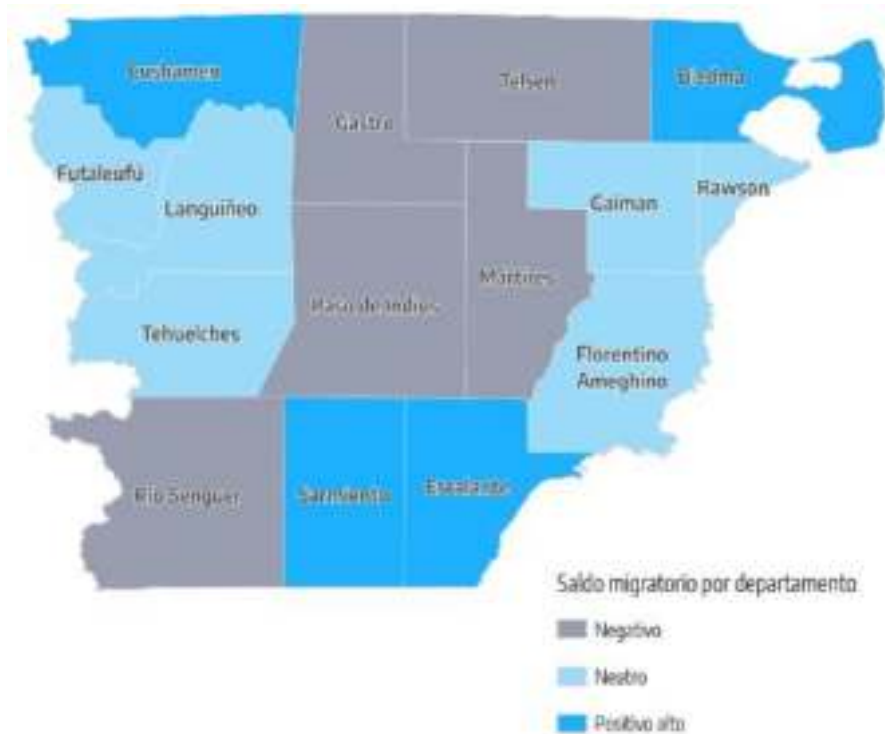 Cushamen
Gastre
Telsen
Biedma
Futaleufú
Languiñeo
Gaiman
Rawson
Paso de Indios
Mártires
Tehuelches
Florentino
Ameghino
Río Senguer
Sarmiento
Escalante
Saldo migratorio por departamento
Negativo
Neutro
Positivo alto